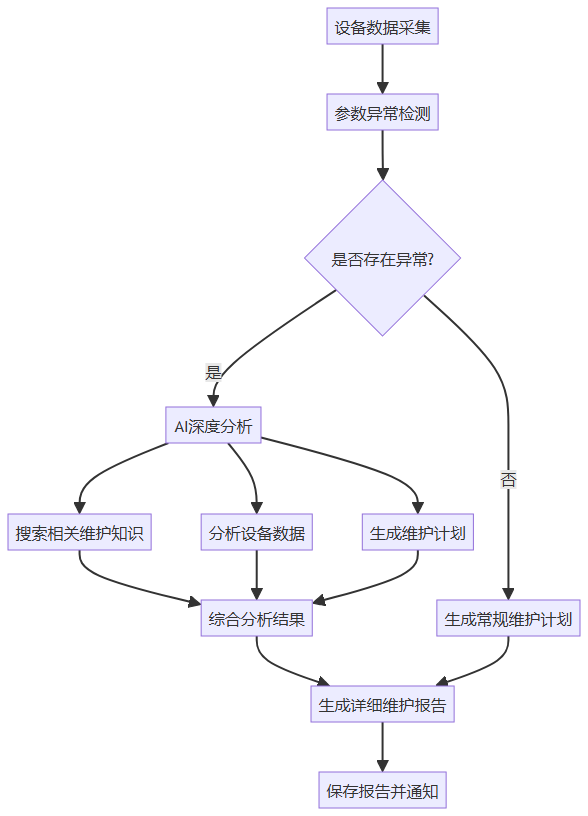 设备数据采集
参数异常检测
是否存在异常?
是
AI深度分析
否
搜索相关维护知识
分析设备数据
生成维护计划
综合分析结果
生成常规维护计划
生成详细维护报告
保存报告并通知